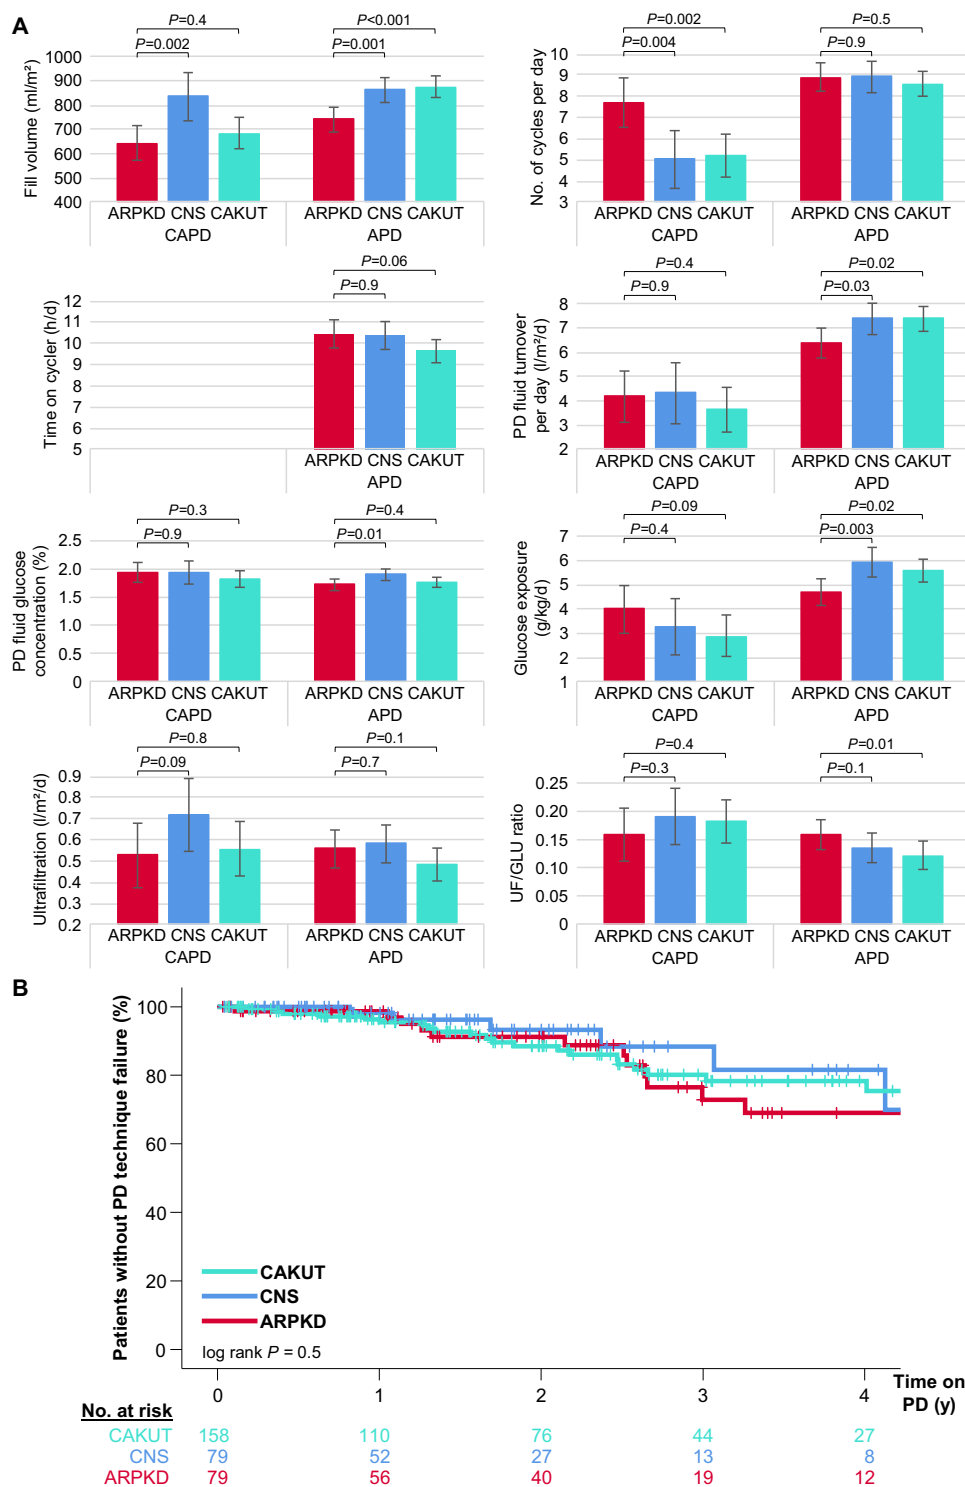 A
P=0.4
P=0.002
P<0.001
P=0.001
Fill volume (ml/m²)
1000
900
800
700
600
500
400
ARPKD CNS CAKUT
CAPD
ARPKD CNS CAKUT
APD
P=0.002
P=0.004
P=0.5
P=0.9
No. of cycles per day
10
9
8
7
6
5
4
3
ARPKD CNS CAKUT
CAPD
ARPKD CNS CAKUT
APD
P=0.06
P=0.9
Time on cycler (h/d)
12
11
10
9
8
7
6
5
ARPKD CNS CAKUT
APD
P=0.4
P=0.9
P=0.02
P=0.03
PD fluid turnover
per day (l/m²/d)
8
7
6
5
4
3
2
ARPKD CNS CAKUT
CAPD
ARPKD CNS CAKUT
APD
P=0.3
P=0.9
P=0.4
P=0.01
PD fluid glucose
concentration (%)
2.5
2.0
1.5
1.0
0.5
0
ARPKD CNS CAKUT
CAPD
ARPKD CNS CAKUT
APD
P=0.09
P=0.4
P=0.02
P=0.003
Glucose exposure
(g/kg/d)
7
6
5
4
3
2
1
ARPKD CNS CAKUT
CAPD
ARPKD CNS CAKUT
APD
P=0.8
P=0.09
P=0.1
P=0.7
Ultrafiltration (l/m²/d)
0.9
0.8
0.7
0.6
0.5
0.4
0.3
0.2
ARPKD CNS CAKUT
CAPD
ARPKD CNS CAKUT
APD
P=0.4
P=0.3
P=0.01
P=0.1
UF/GLU ratio
0.25
0.20
0.15
0.10
0.05
0
ARPKD CNS CAKUT
CAPD
ARPKD CNS CAKUT
APD
B
Patients without PD technique failure (%)
100
80
60
40
20
0
CAKUT
CNS
ARPKD
log rank P = 0.5
0 1 2 3 4
Time on
PD (y)
No. at risk
CAKUT 158 110 76 44 27
CNS 79 52 27 13 8
ARPKD 79 56 40 19 12